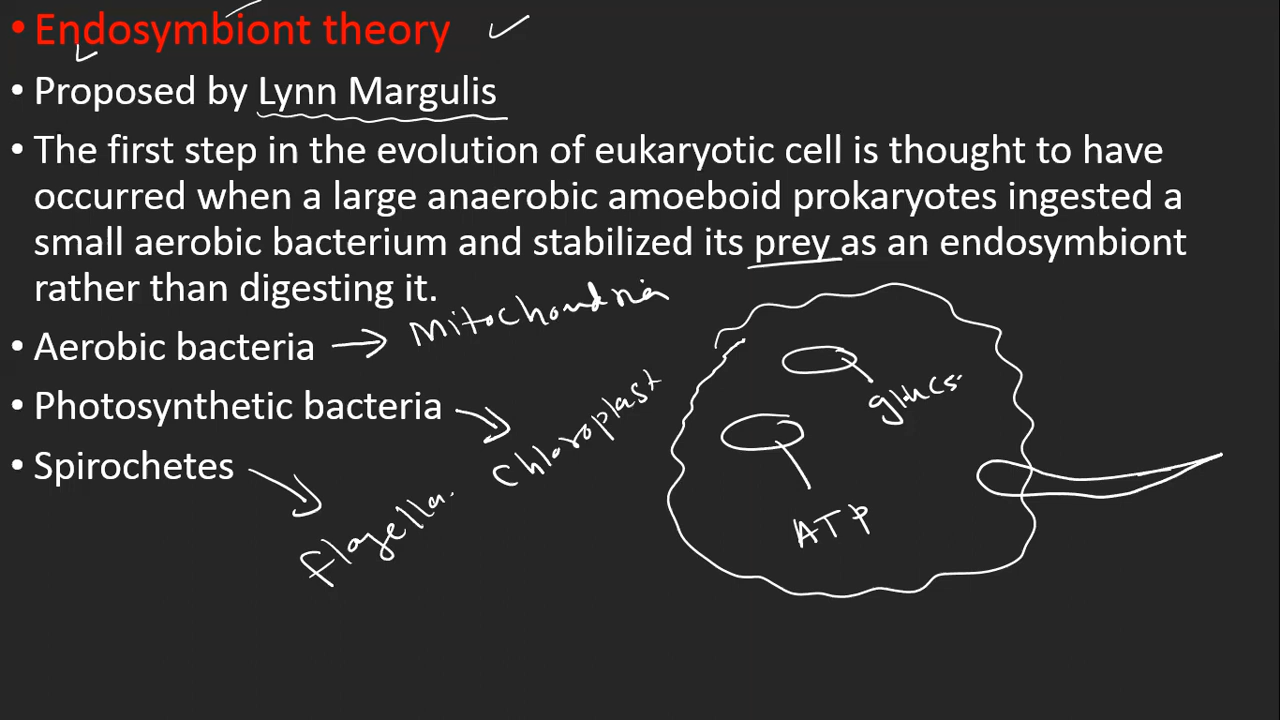 • Endosymbiont theory
• Proposed by Lynn Margulis
• The first step in the evolution of eukaryotic cell is thought to have
occurred when a large anaerobic amoeboid prokaryotes ingested a
small aerobic bacterium and stabilized its prey as an endosymbiont
rather than digesting it.
• Aerobic bacteria → Mitochondria
• Photosynthetic bacteria → Chloroplast
• Spirochetes → Flagella.
ATP